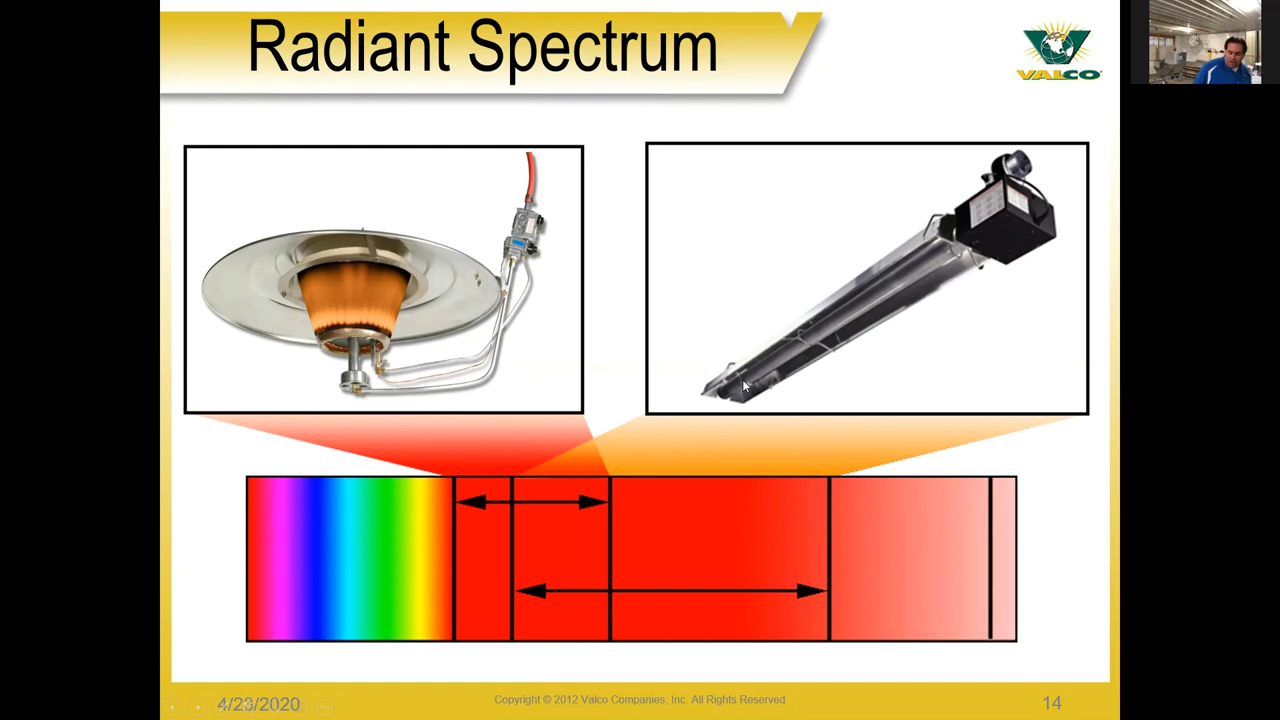 Radiant Spectrum
VALCO
4/23/2020
Copyright © 2012 Valco Companies, Inc. All Rights Reserved
14